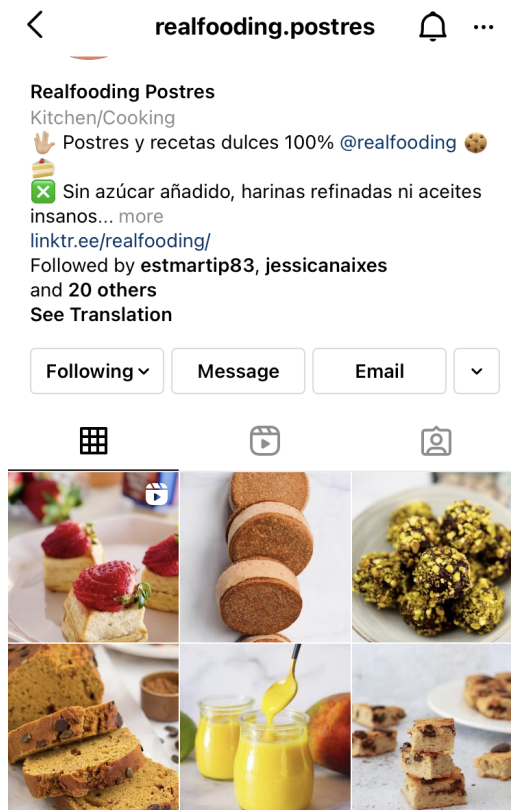 realfooding.postres
Realfooding Postres
Kitchen/Cooking
🖖🏼 Postres y recetas dulces 100% @realfooding 🍪
🍰
❎ Sin azúcar añadido, harinas refinadas ni aceites
insanos... more
linktr.ee/realfooding/
Followed by estmartip83, jessicanaixes
and 20 others
See Translation
Following
Message
Email